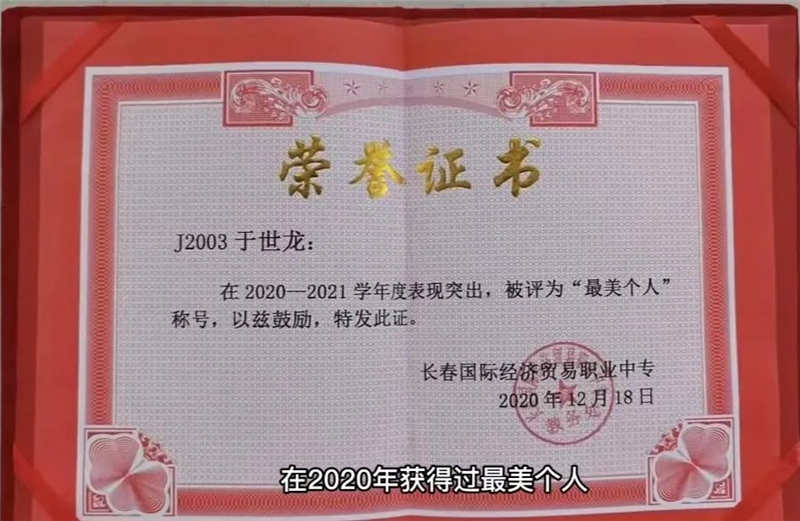 荣誉证书
J2003 于世龙：
在 2020—2021 学年度表现突出，被评为“最美个人”
称号，以兹鼓励，特发此证。
长春国际经济贸易职业中专
2020 年 12 月 18 日
教务处
在2020年获得过最美个人